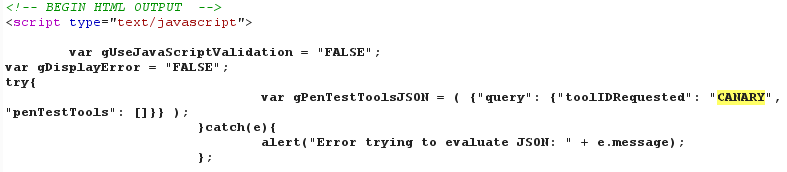 <!-- BEGIN HTML OUTPUT  -->
<script type="text/javascript">
var gUseJavaScriptValidation = "FALSE";
var gDisplayError = "FALSE";
try{
var gPenTestToolsJSON = ( {"query": {"toolIDRequested": "CANARY",
"penTestTools": []}} );
}catch(e){
alert("Error trying to evaluate JSON: " + e.message);
};